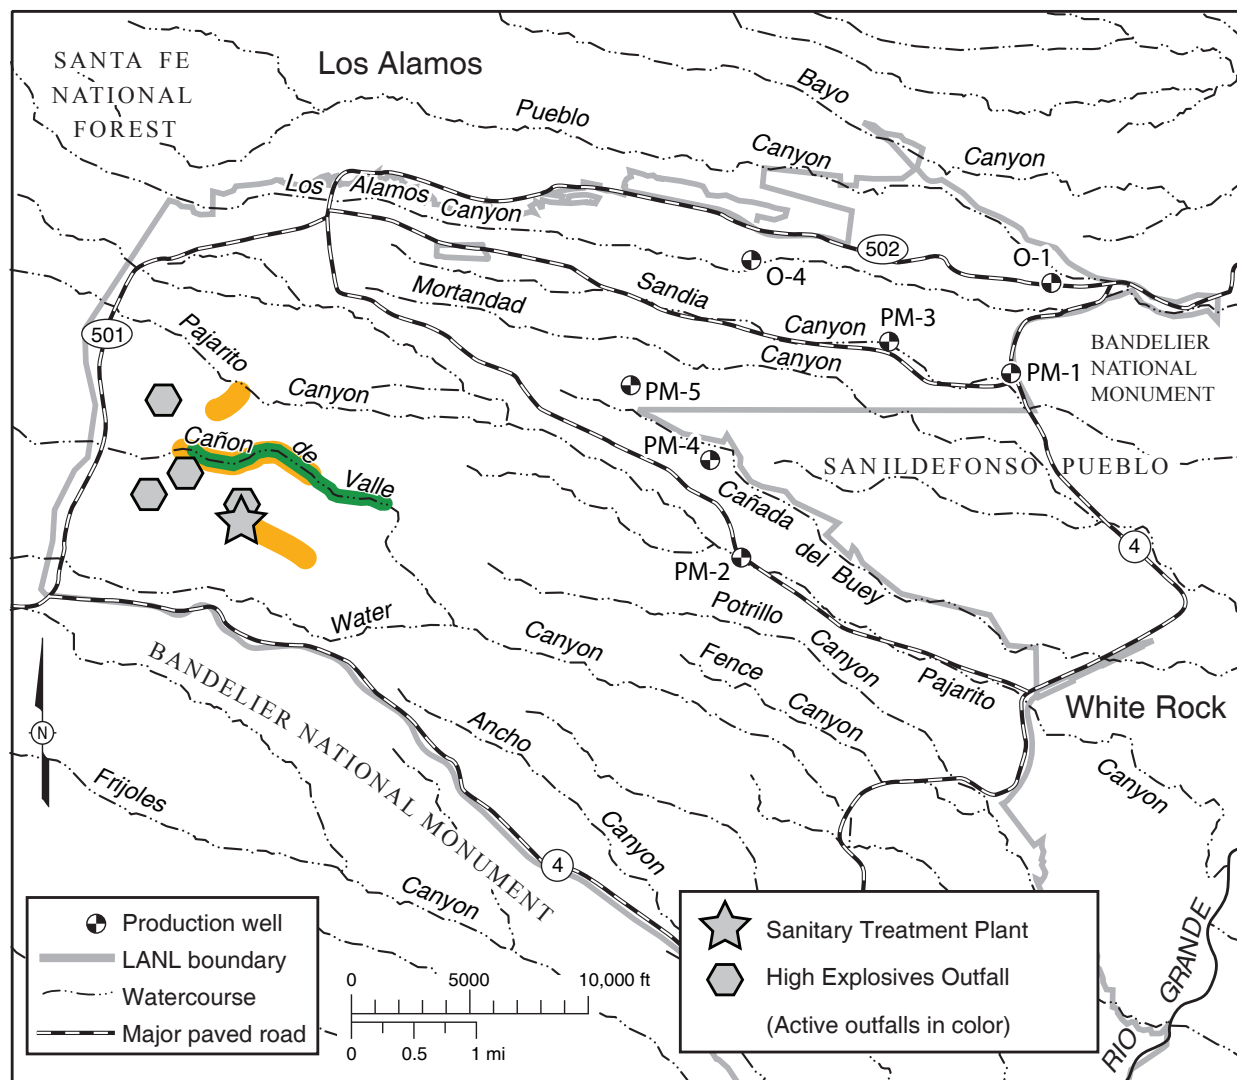 SANTA FE
NATIONAL
FOREST
Los Alamos
Bayo
Pueblo
Canyon
Canyon
Los Alamos Canyon
502
O-1
O-4
Sandia
Canyon
Mortandad
Canyon
PM-3
PM-1
BANDELIER
NATIONAL
MONUMENT
501
Pajarito
Canyon
PM-5
PM-4
SANILDEFONSO PUEBLO
Cañon de Valle
Cañada
del Buey
4
PM-2
Water
Canyon
Potrillo
Canyon
Fence
Canyon
Pajarito
White Rock
Canyon
BANDELIER NATIONAL MONUMENT
Ancho
Canyon
N
Frijoles
Canyon
4
RIO GRANDE
Production well
LANL boundary
Watercourse
Major paved road
0 5000 10,000 ft
0 0.5 1 mi
Sanitary Treatment Plant
High Explosives Outfall
(Active outfalls in color)